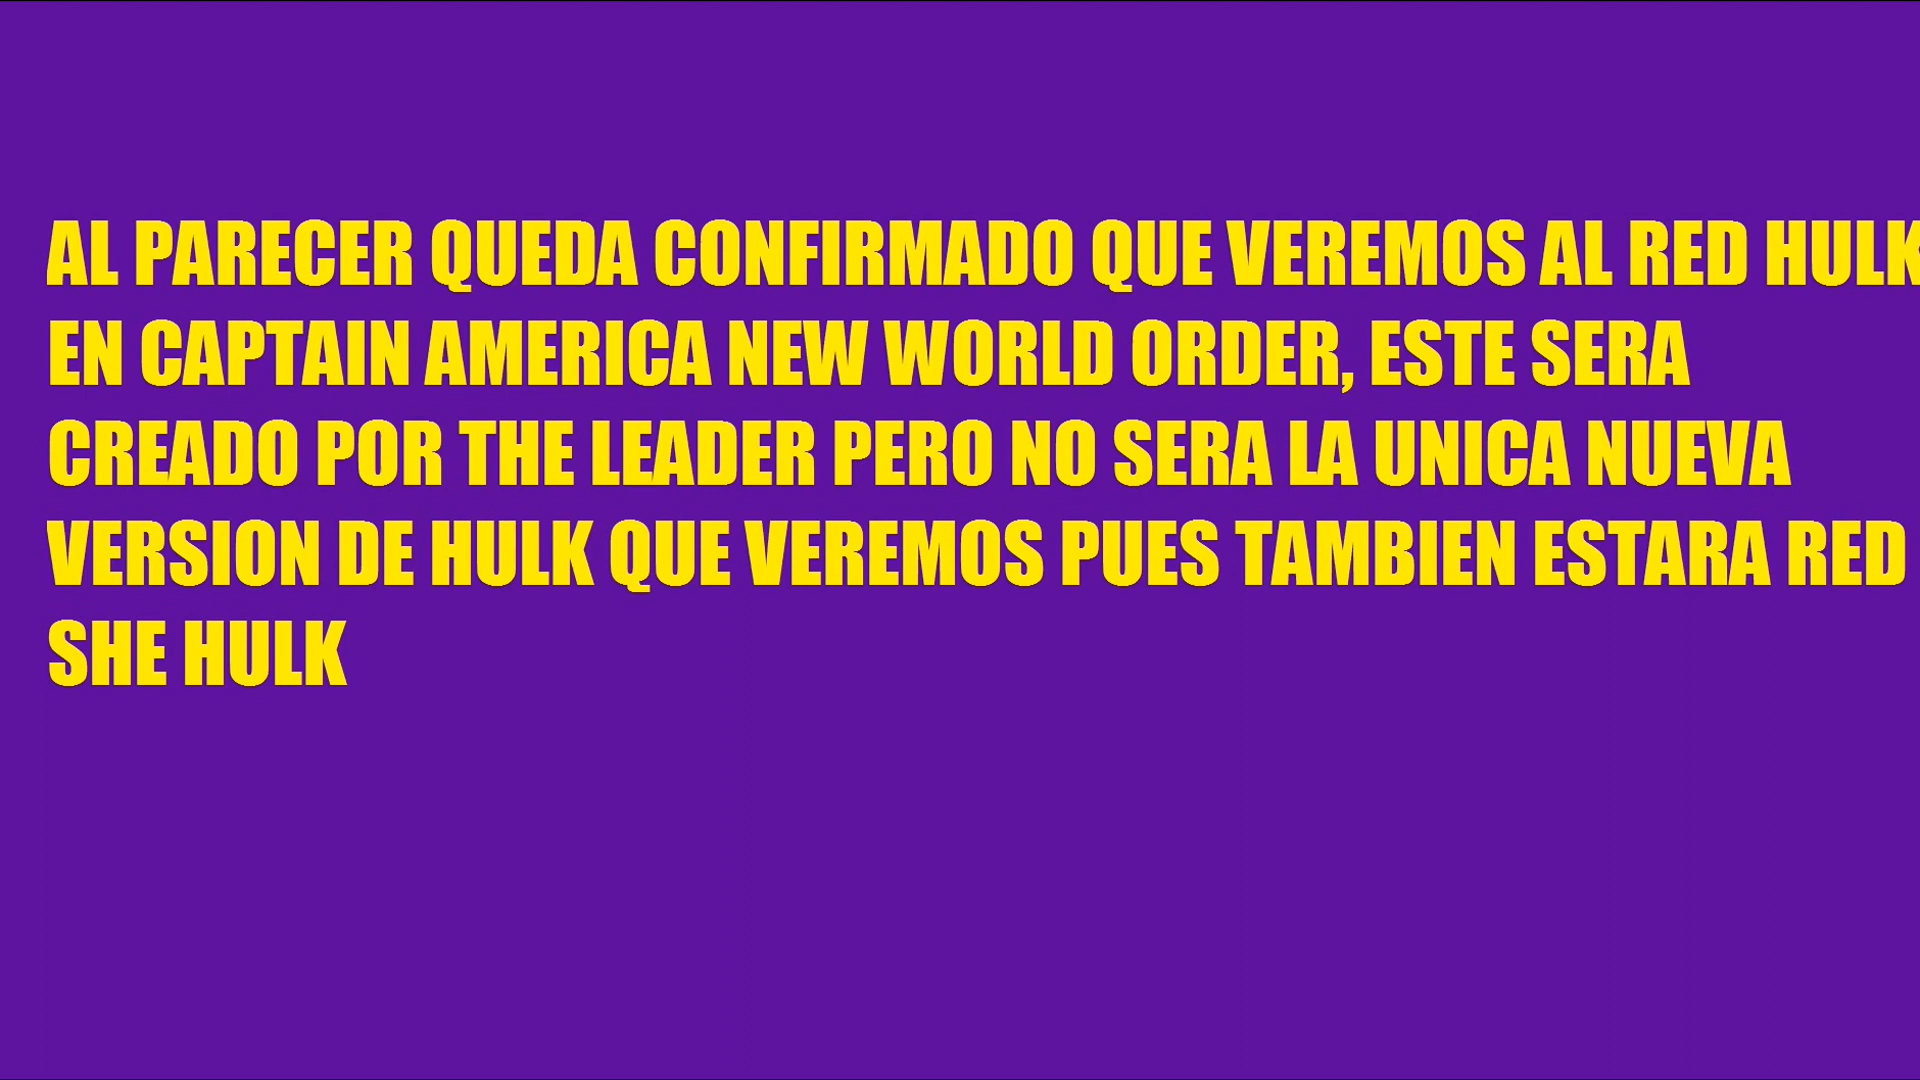 AL PARECER QUEDA CONFIRMADO QUE VEREMOS AL RED HULK
EN CAPTAIN AMERICA NEW WORLD ORDER, ESTE SERA
CREADO POR THE LEADER PERO NO SERA LA UNICA NUEVA
VERSION DE HULK QUE VEREMOS PUES TAMBIEN ESTARA RED
SHE HULK